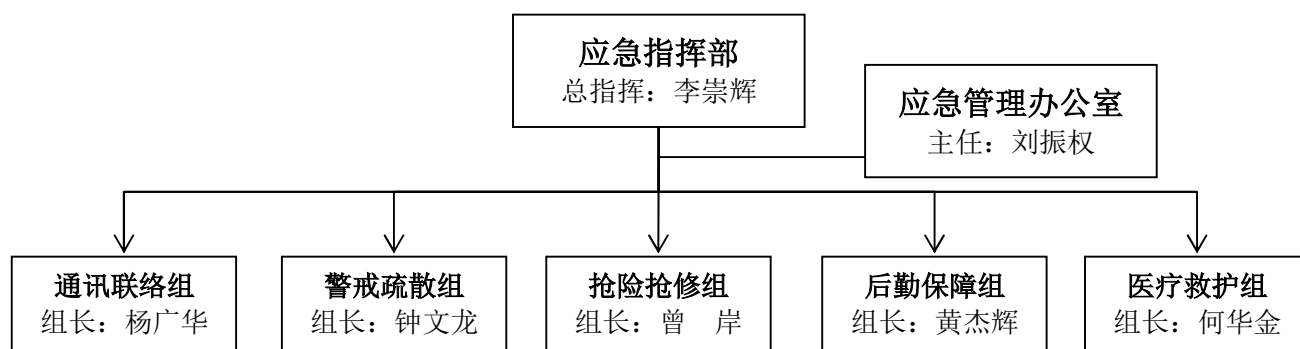 应急指挥部
总指挥：李崇辉
应急管理办公室
主任：刘振权
通讯联络组
组长：杨广华
警戒疏散组
组长：钟文龙
抢险抢修组
组长：曾　岸
后勤保障组
组长：黄杰辉
医疗救护组
组长：何华金